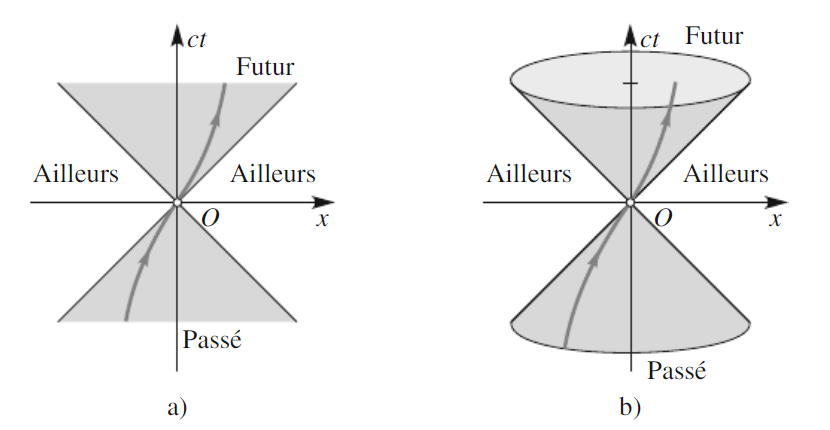 ct
Futur
Ailleurs
Ailleurs
O
x
Passé
a)
ct
Futur
Ailleurs
Ailleurs
O
x
Passé
b)